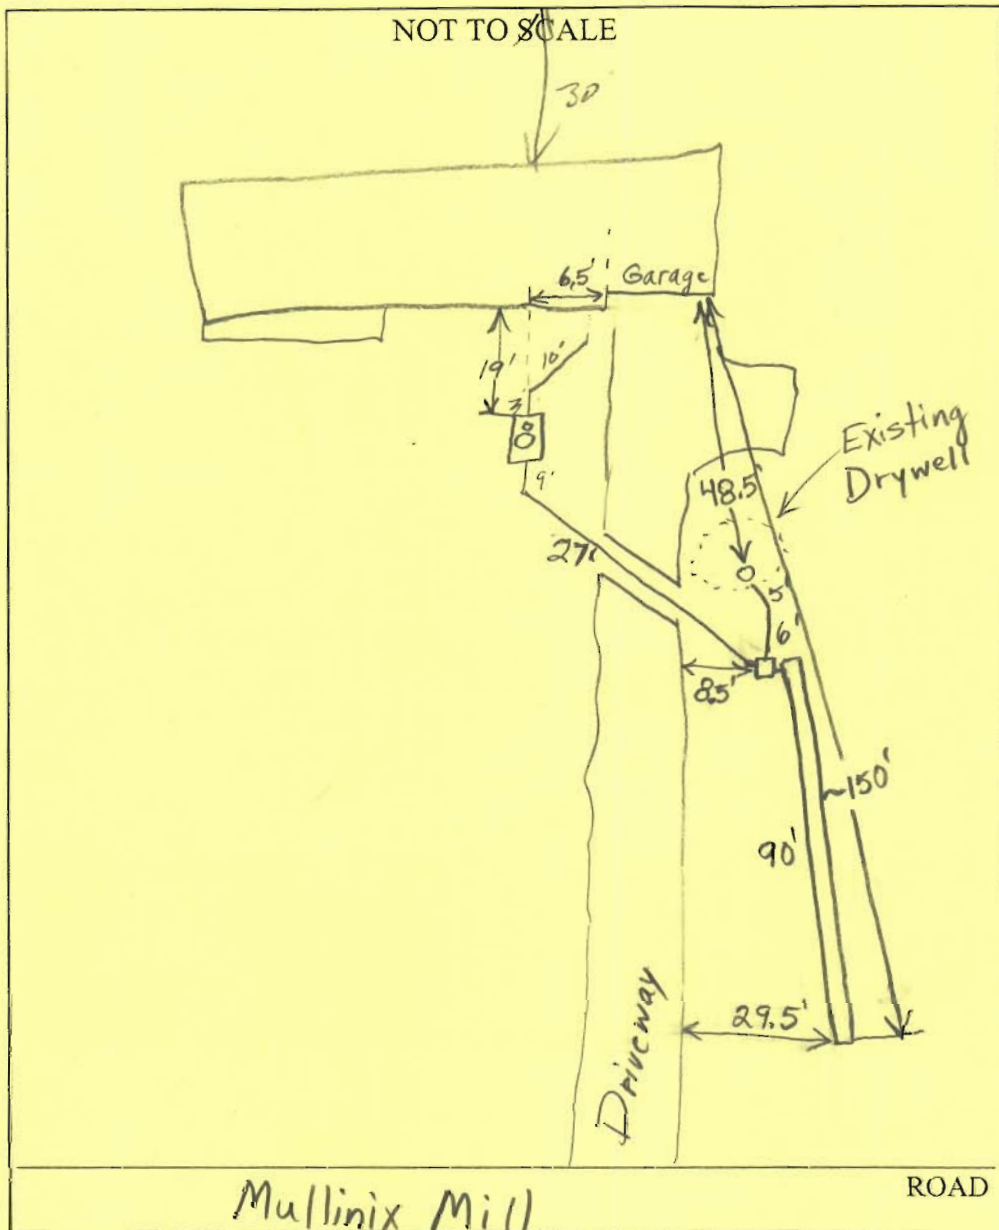 NOT TO SCALE
30
6.5'
Garage
19'
10'
3'
9'
48.5'
Existing
Drywell
27'
5'
6'
8.5'
~150'
90'
29.5'
Driveway
ROAD
Mullinix Mill